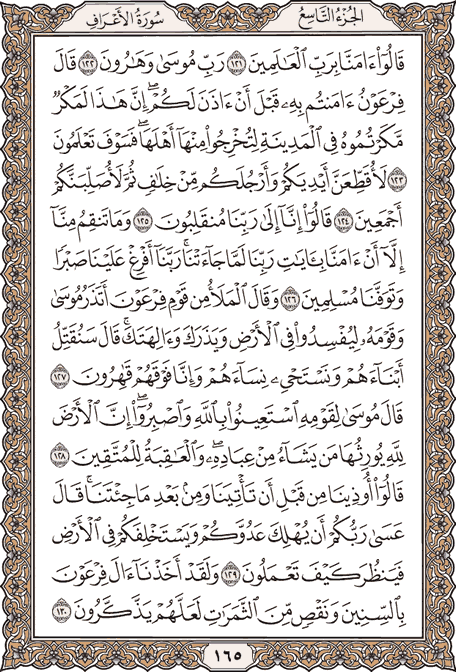 الجزء التاسع
سورة الأعراف
قَالُوٓا۟ ءَامَنَّا بِرَبِّ ٱلْعَٰلَمِينَ ١٢١ رَبِّ مُوسَىٰ وَهَٰرُونَ ١٢٢ قَالَ
فِرْعَوْنُ ءَامَنتُم بِهِۦ قَبْلَ أَنْ ءَاذَنَ لَكُمْ ۖ إِنَّ هَٰذَا لَمَكْرٌ
مَّكَرْتُمُوهُ فِى ٱلْمَدِينَةِ لِتُخْرِجُوا۟ مِنْهَآ أَهْلَهَا ۖ فَسَوْفَ تَعْلَمُونَ
١٢٣ لَأُقَطِّعَنَّ أَيْدِيَكُمْ وَأَرْجُلَكُم مِّنْ خِلَٰفٍ ثُمَّ لَأُصَلِّبَنَّكُمْ
أَجْمَعِينَ ١٢٤ قَالُوٓا۟ إِنَّآ إِلَىٰ رَبِّنَا مُنقَلِبُونَ ١٢٥ وَمَا تَنقِمُ مِنَّآ
إِلَّآ أَنْ ءَامَنَّا بِـَٔايَٰتِ رَبِّنَا لَمَّا جَآءَتْنَا ۚ رَبَّنَآ أَفْرِغْ عَلَيْنَا صَبْرًا
وَتَوَفَّنَا مُسْلِمِينَ ١٢٦ وَقَالَ ٱلْمَلَأُ مِن قَوْمِ فِرْعَوْنَ أَتَذَرُ مُوسَىٰ
وَقَوْمَهُۥ لِيُفْسِدُوا۟ فِى ٱلْأَرْضِ وَيَذَرَكَ وَءَالِهَتَكَ ۚ قَالَ سَنُقَتِّلُ
أَبْنَآءَهُمْ وَنَسْتَحْىِۦ نِسَآءَهُمْ وَإِنَّا فَوْقَهُمْ قَٰهِرُونَ ١٢٧
قَالَ مُوسَىٰ لِقَوْمِهِ ٱسْتَعِينُوا۟ بِٱللَّهِ وَٱصْبِرُوٓا۟ ۖ إِنَّ ٱلْأَرْضَ
لِلَّهِ يُورِثُهَا مَن يَشَآءُ مِنْ عِبَادِهِۦ ۖ وَٱلْعَٰقِبَةُ لِلْمُتَّقِينَ ١٢٨
قَالُوٓا۟ أُوذِينَا مِن قَبْلِ أَن تَأْتِيَنَا وَمِنۢ بَعْدِ مَا جِئْتَنَا ۚ قَالَ
عَسَىٰ رَبُّكُمْ أَن يُهْلِكَ عَدُوَّكُمْ وَيَسْتَخْلِفَكُمْ فِى ٱلْأَرْضِ
فَيَنظُرَ كَيْفَ تَعْمَلُونَ ١٢٩ وَلَقَدْ أَخَذْنَآ ءَالَ فِرْعَوْنَ
بِٱلسِّنِينَ وَنَقْصٍ مِّنَ ٱلثَّمَرَٰتِ لَعَلَّهُمْ يَذَّكَّرُونَ ١٣٠
١٦٥